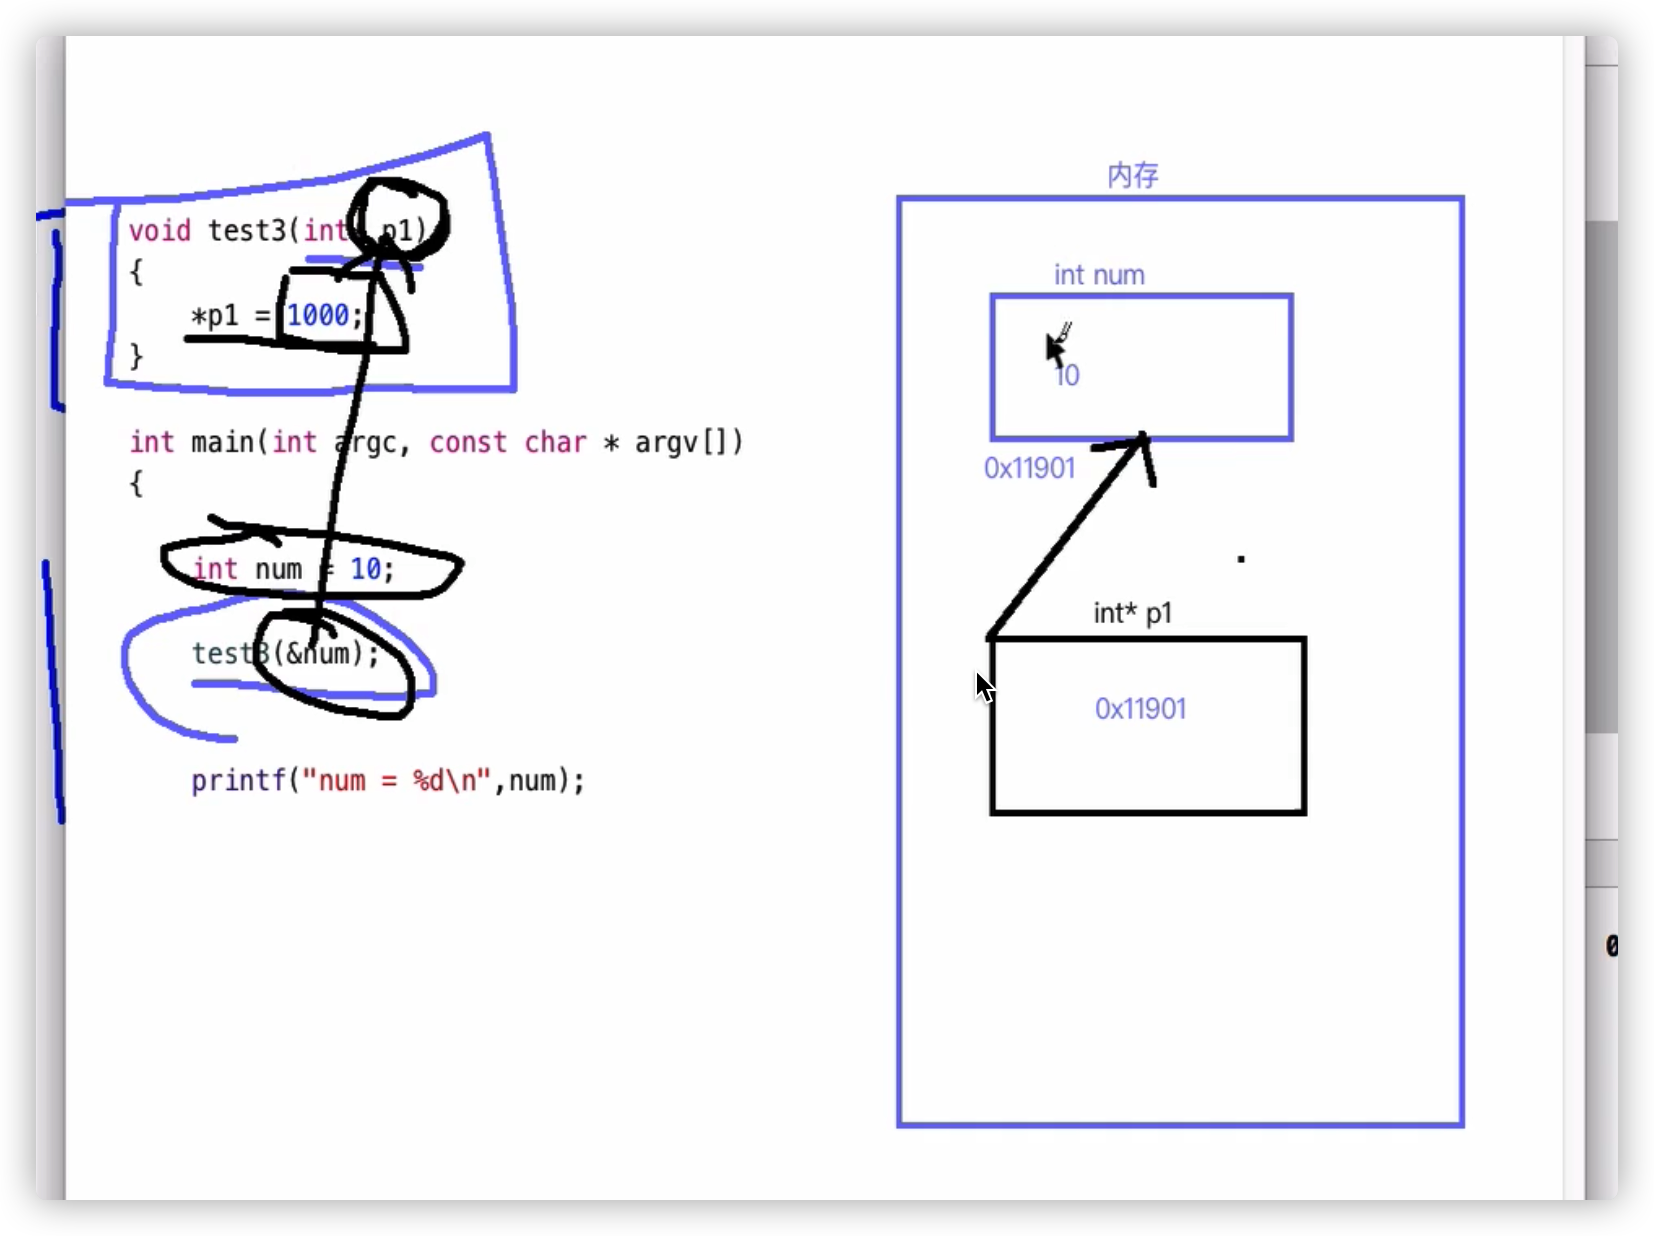 void test3(int p1)
{
*p1 = 1000;
}
int main(int argc, const char * argv[])
{
int num = 10;
test3(&num);
printf("num = %d\n",num);
内存
int num
10
0x11901
int* p1
0x11901